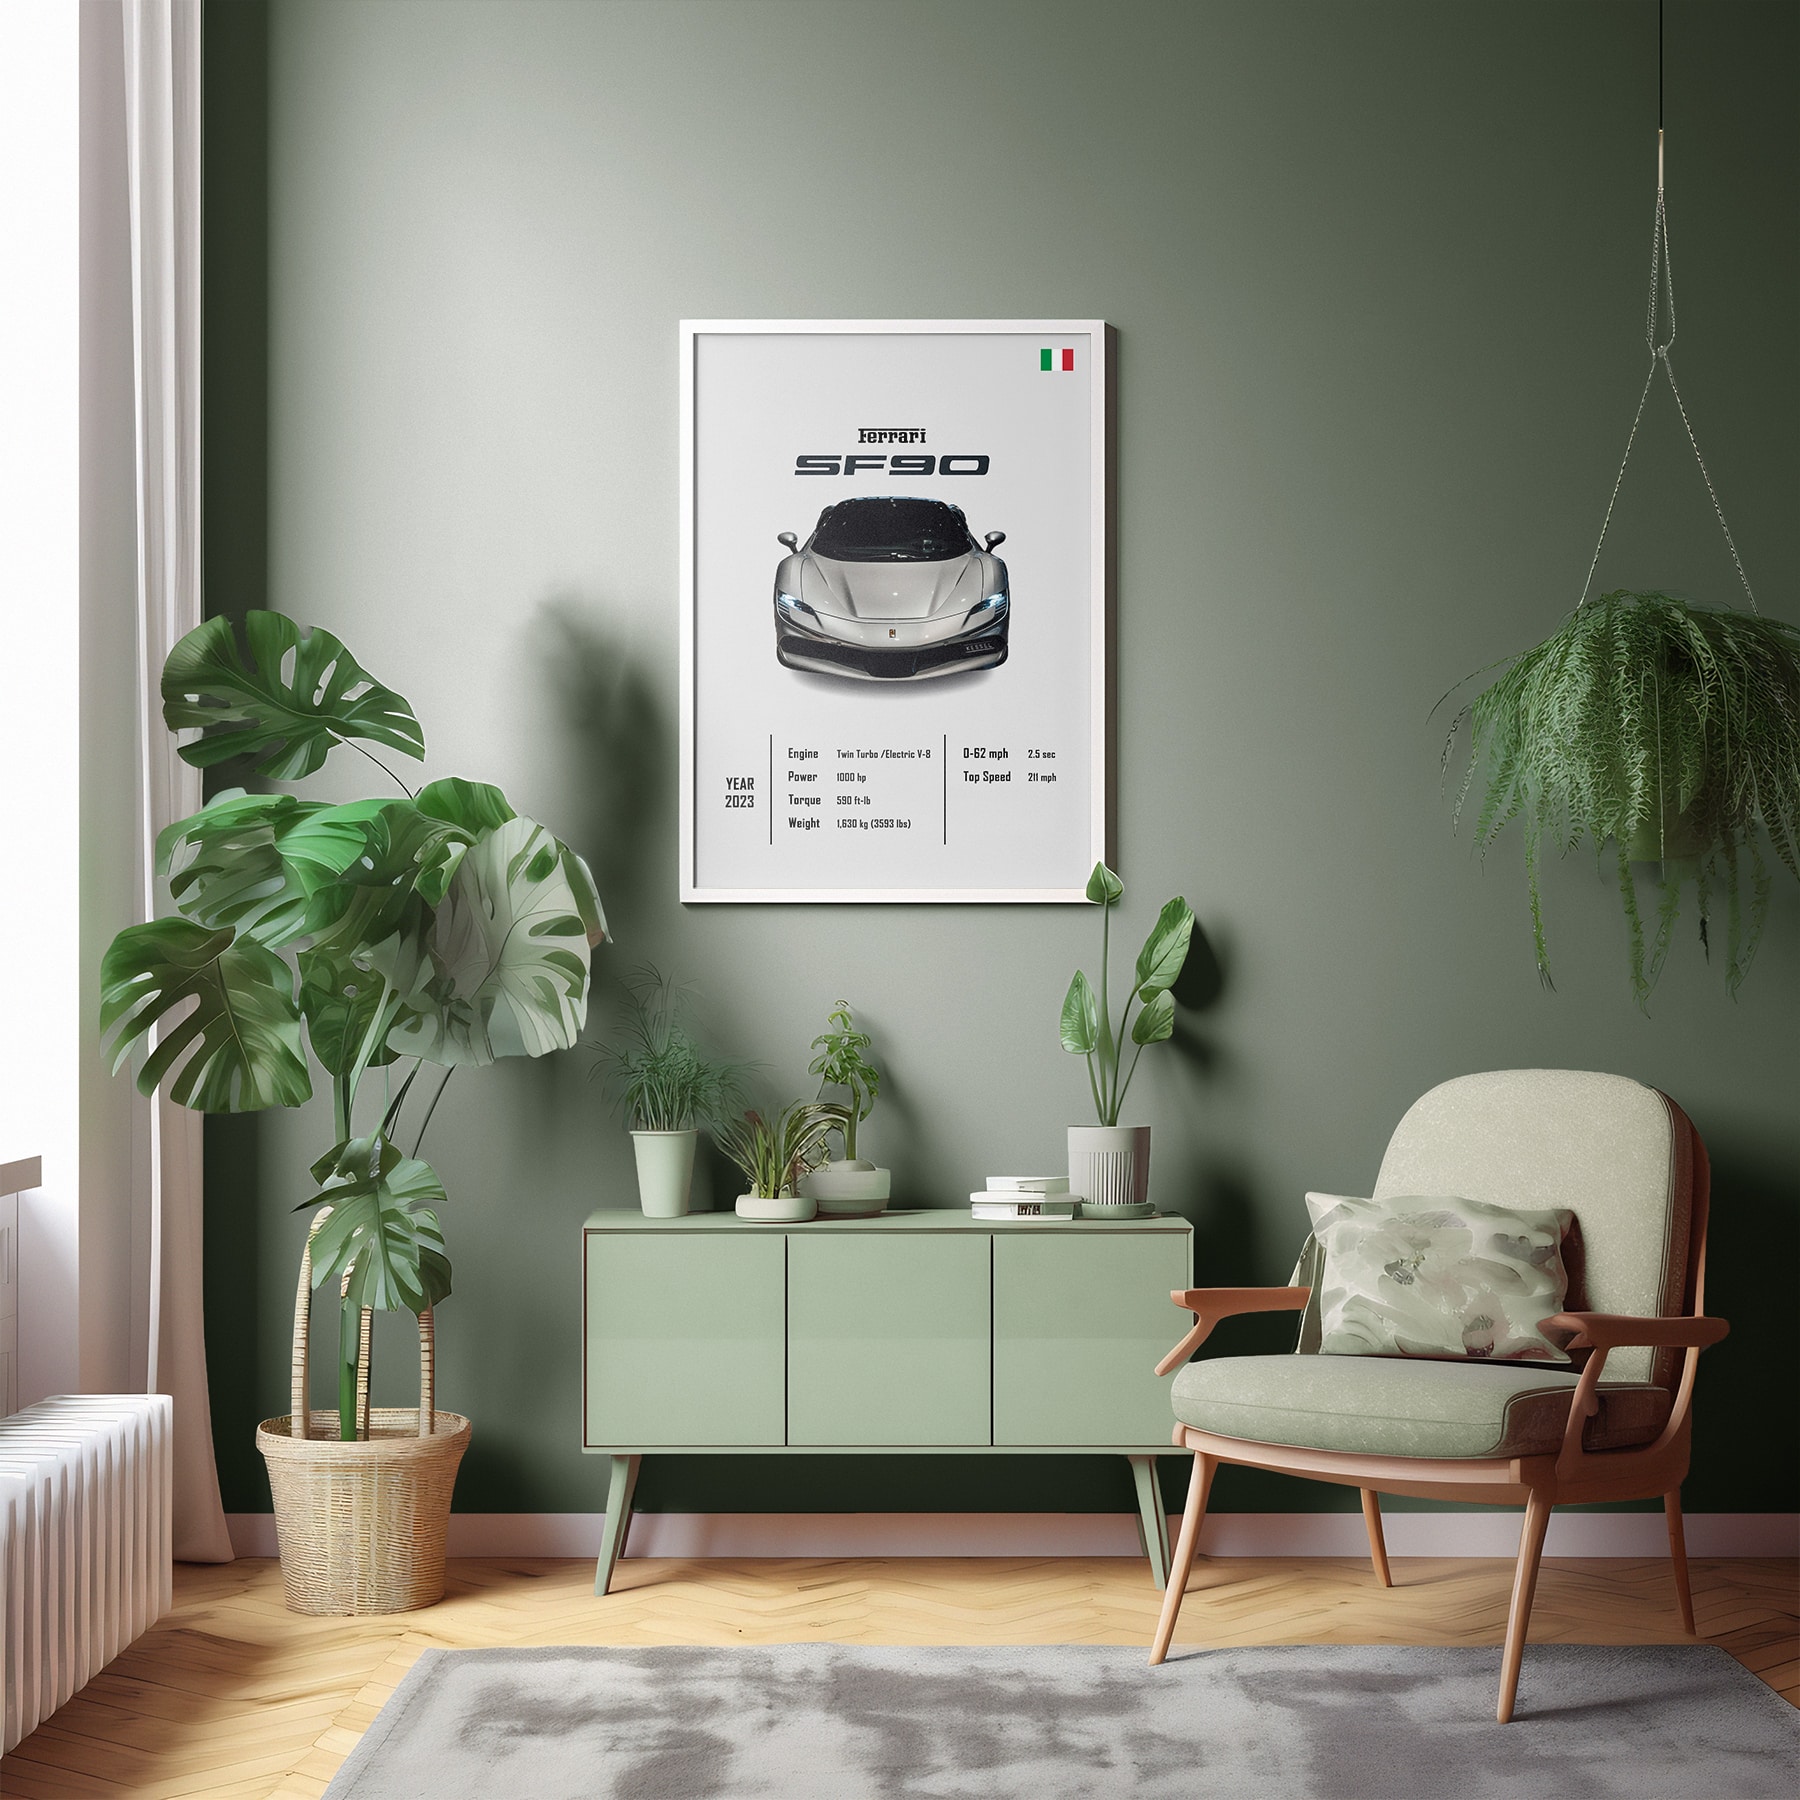 Ferrari
SF90
KESSEL
YEAR
2023
Engine Twin Turbo /Electric V-8
Power 1000 hp
Torque 590 ft-lb
Weight 1,630 kg (3593 lbs)
0-62 mph 2.5 sec
Top Speed 211 mph